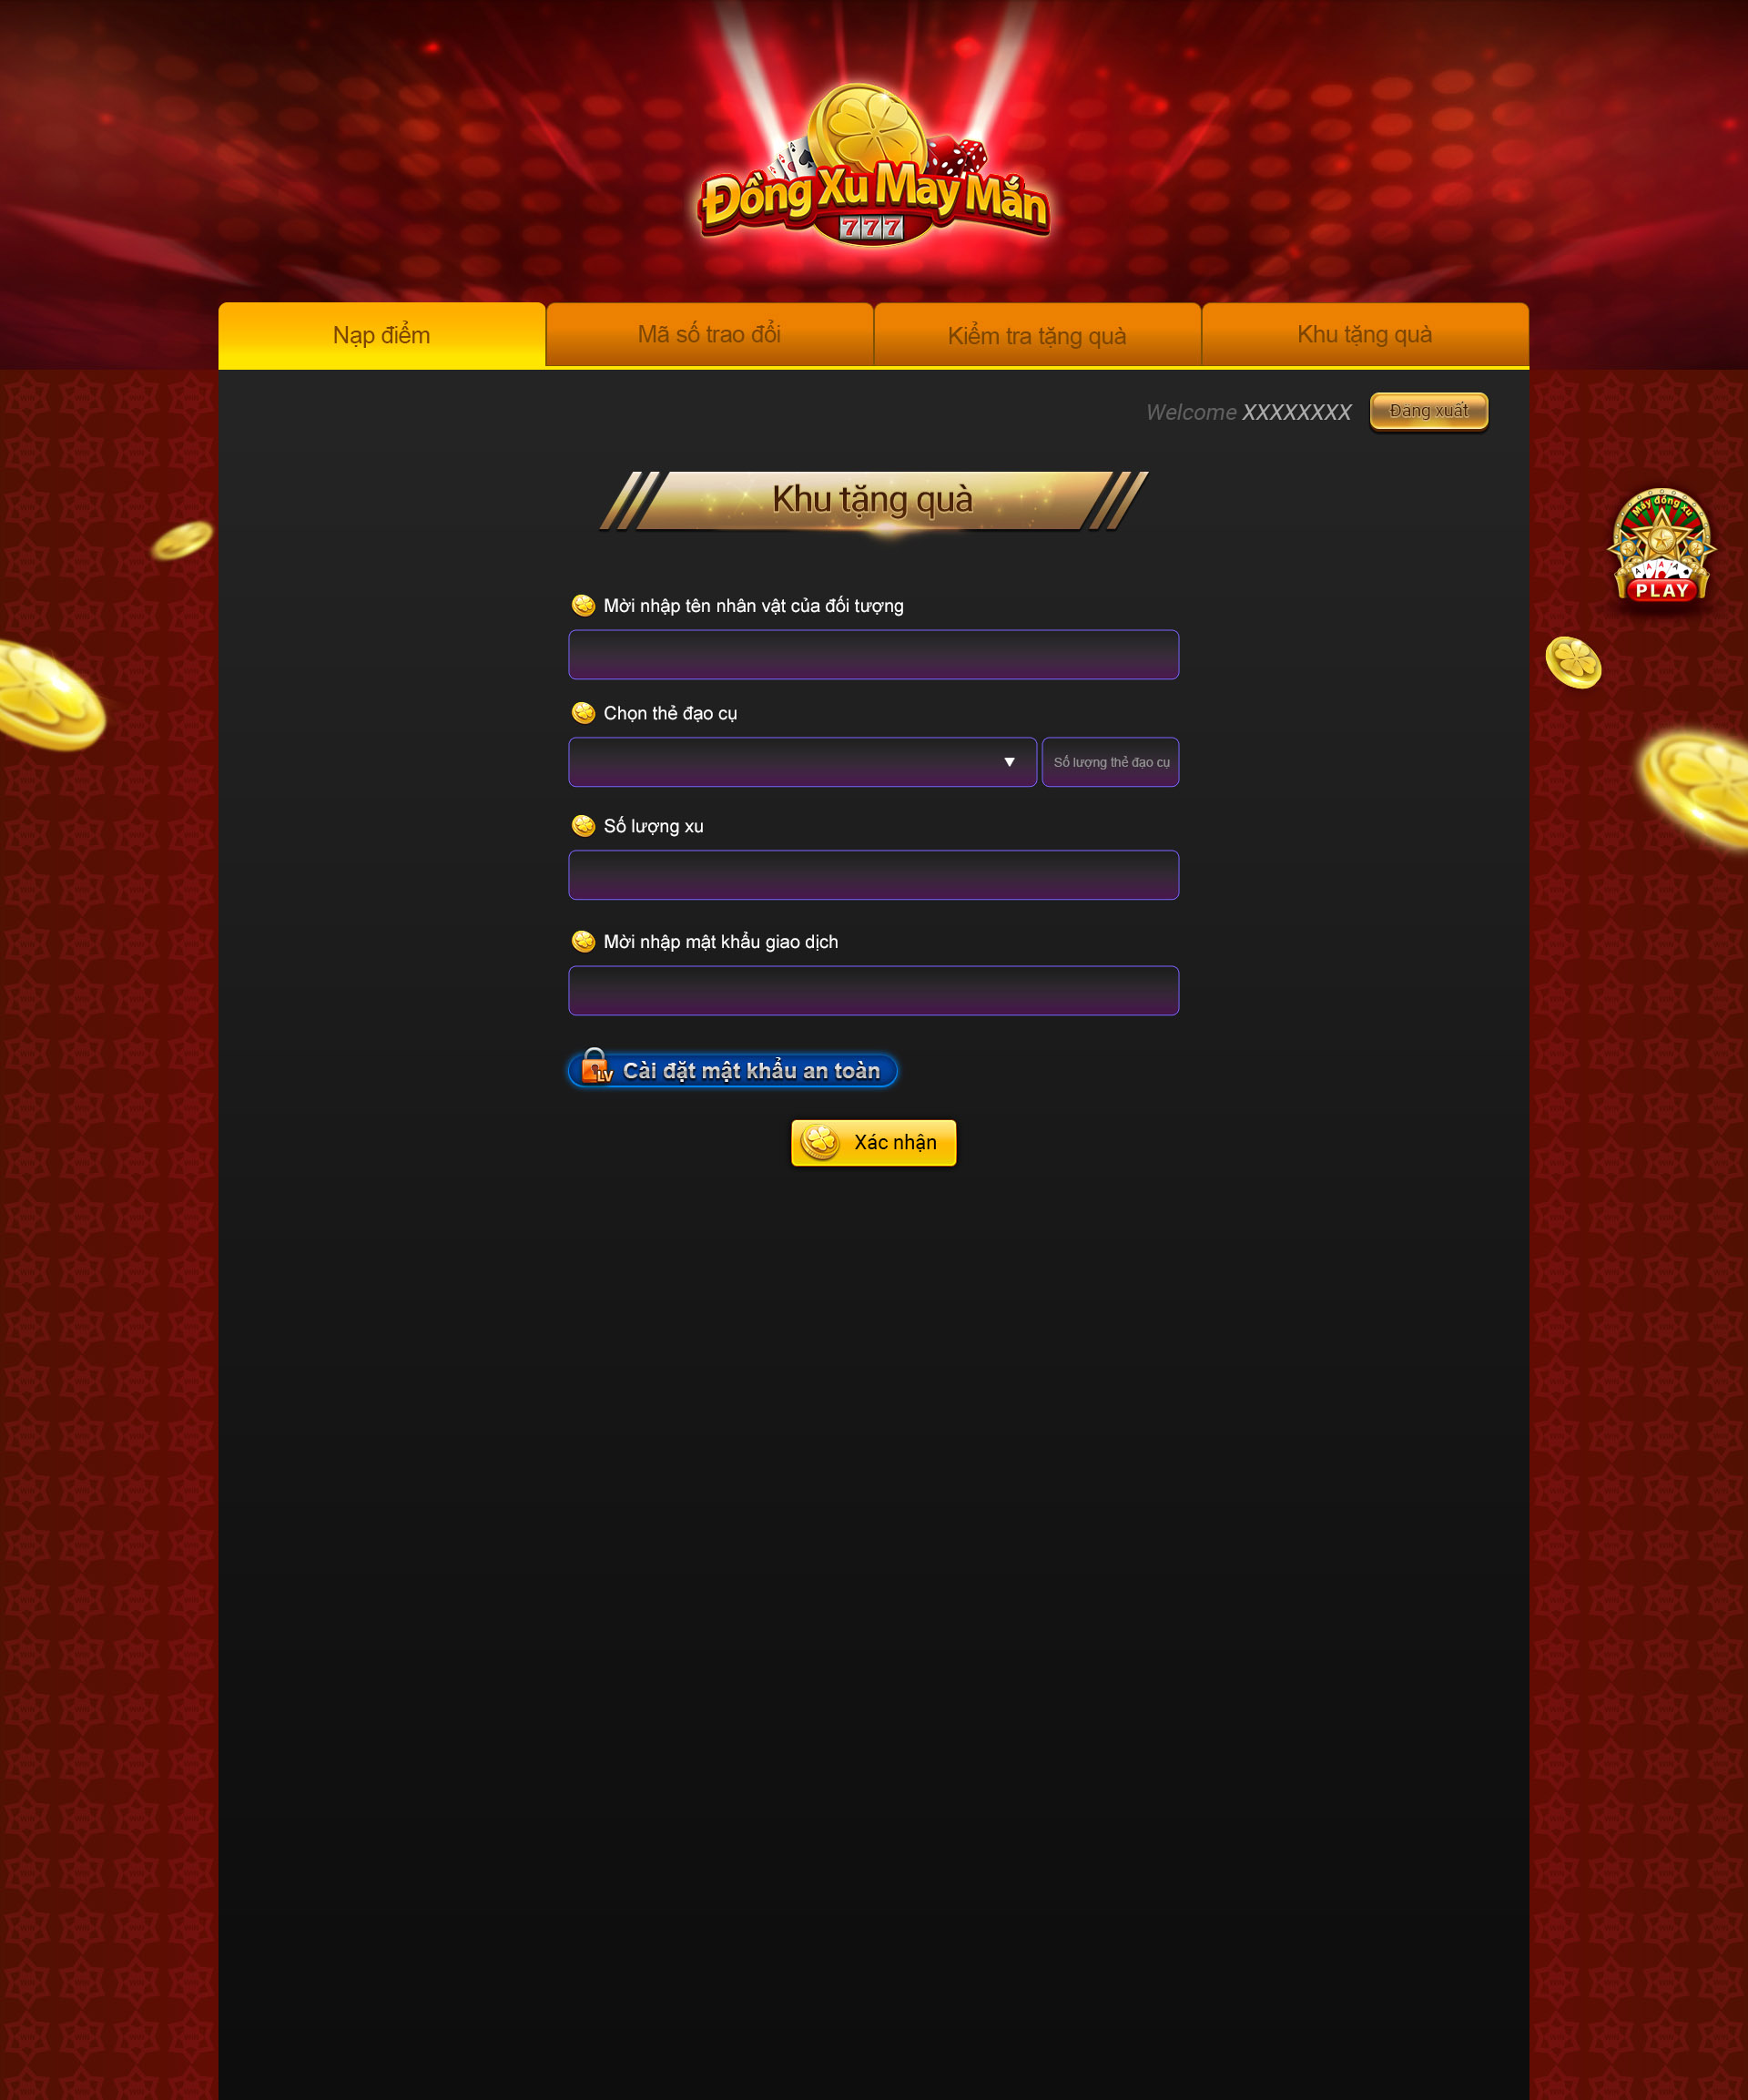 Đồng Xu May Mắn
777
Nạp điểm
Mã số trao đổi
Kiểm tra tặng quà
Khu tặng quà
Welcome XXXXXXXX
Đăng xuất
Khu tặng quà
Máy đồng xu
A A A A
PLAY
Mời nhập tên nhân vật của đối tượng
Chọn thẻ đạo cụ
Số lượng thẻ đạo cụ
Số lượng xu
Mời nhập mật khẩu giao dịch
LV
Cài đặt mật khẩu an toàn
Xác nhận